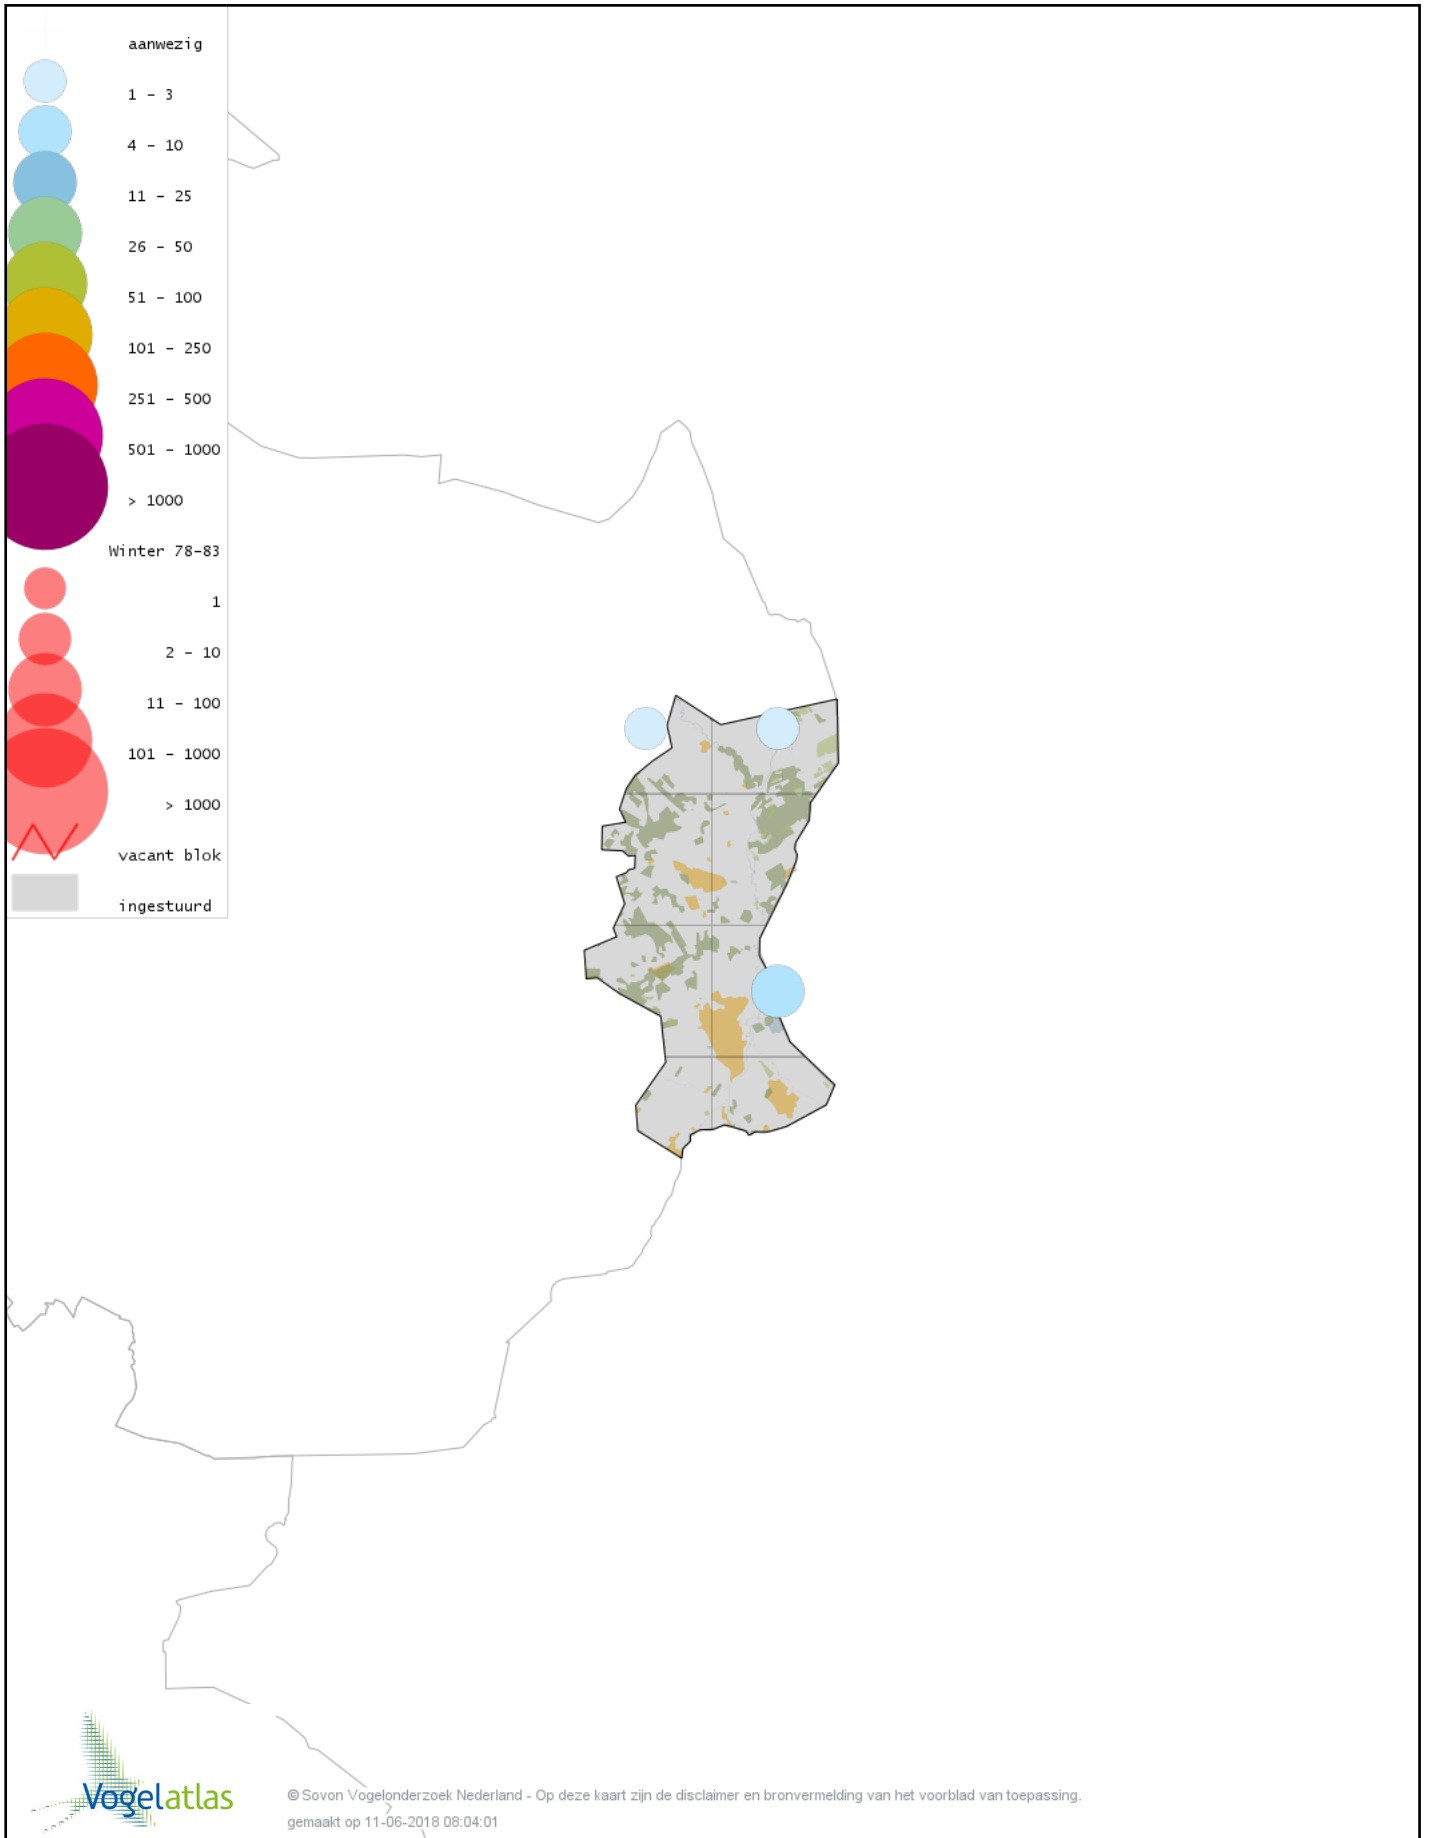 aanwezig
1 - 3
4 - 10
11 - 25
26 - 50
51 - 100
101 - 250
251 - 500
501 - 1000
> 1000
Winter 78-83
1
2 - 10
11 - 100
101 - 1000
> 1000
vacant blok
ingestuurd
Vogelatlas
© Sovon Vogelonderzoek Nederland - Op deze kaart zijn de disclaimer en bronvermelding van het voorblad van toepassing.
gemaakt op 11-06-2018 08:04:01